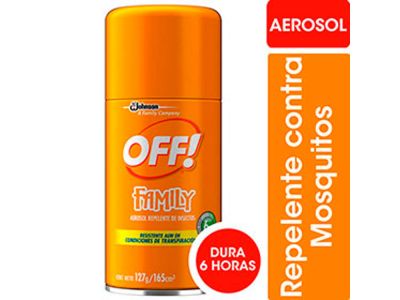 AEROSOL
Johnson
A Family Company
OFF!
FAMILY
AEROSOL REPELENTE DE INSECTOS
RESISTENTE AUN EN
CONDICIONES DE TRANSPIRACIÓN
CONT. NETO 127g/165cm³
DURA
6 HORAS
Repelente contra
Mosquitos